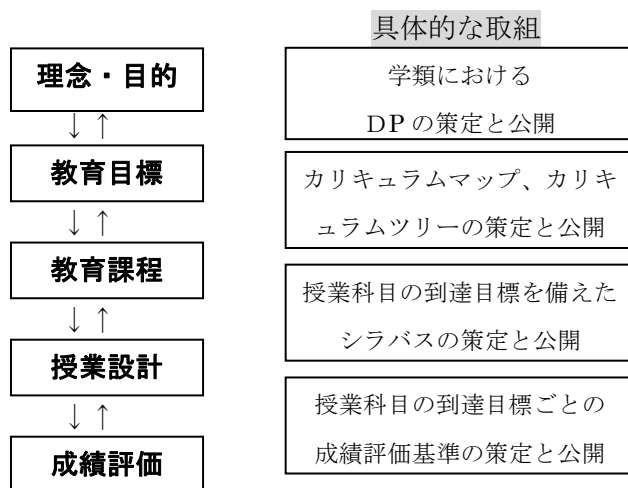 具体的な取組
理念・目的
↓ ↑
教育目標
↓ ↑
教育課程
↓ ↑
授業設計
↓ ↑
成績評価
学類における
DPの策定と公開
カリキュラムマップ、カリキ
ュラムツリーの策定と公開
授業科目の到達目標を備えた
シラバスの策定と公開
授業科目の到達目標ごとの
成績評価基準の策定と公開